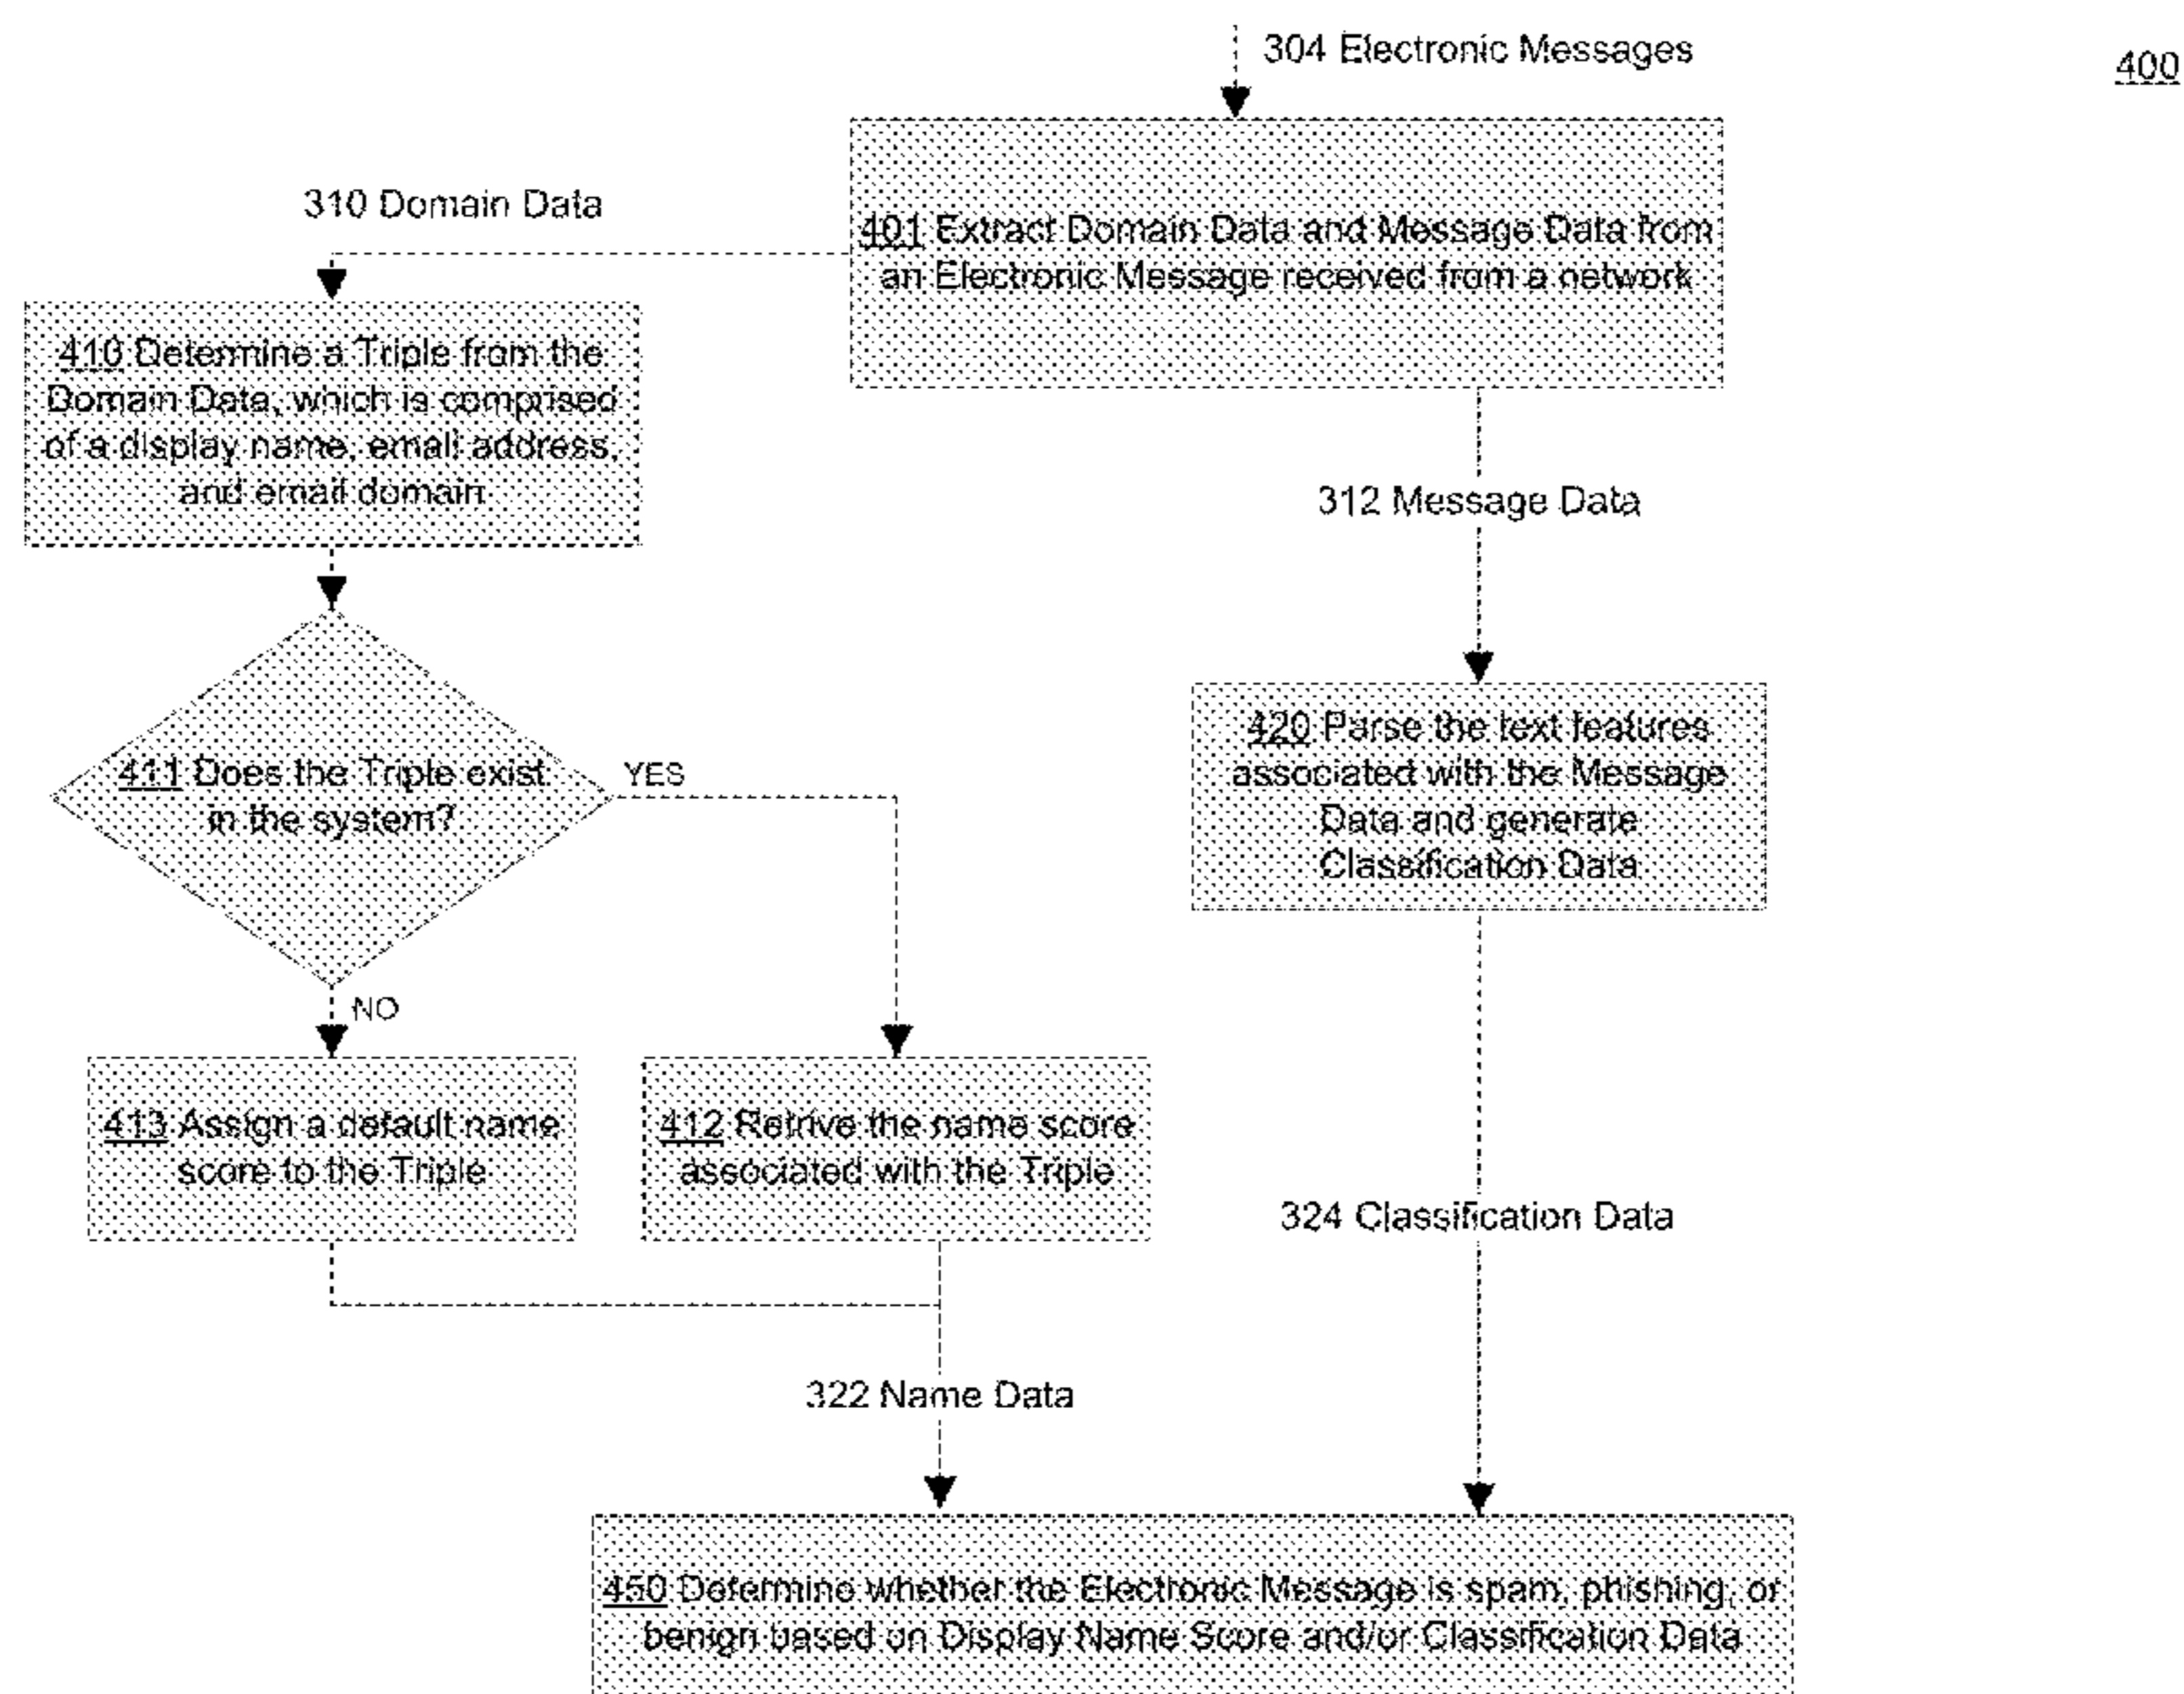 304 Electronic Messages
400
401 Extract Domain Data and Message Data from
an Electronic Message received from a network
310 Domain Data
410 Determine a Triple from the
Domain Data, which is comprised
of a display name, email address,
and email domain
312 Message Data
411 Does the Triple exist
in the system?
YES
NO
420 Parse the text features
associated with the Message
Data and generate
Classification Data
413 Assign a default name
score to the Triple
412 Retrive the name score
associated with the Triple
324 Classification Data
322 Name Data
450 Determine whether the Electronic Message is spam, phishing, or
benign based on Display Name Score and/or Classification Data